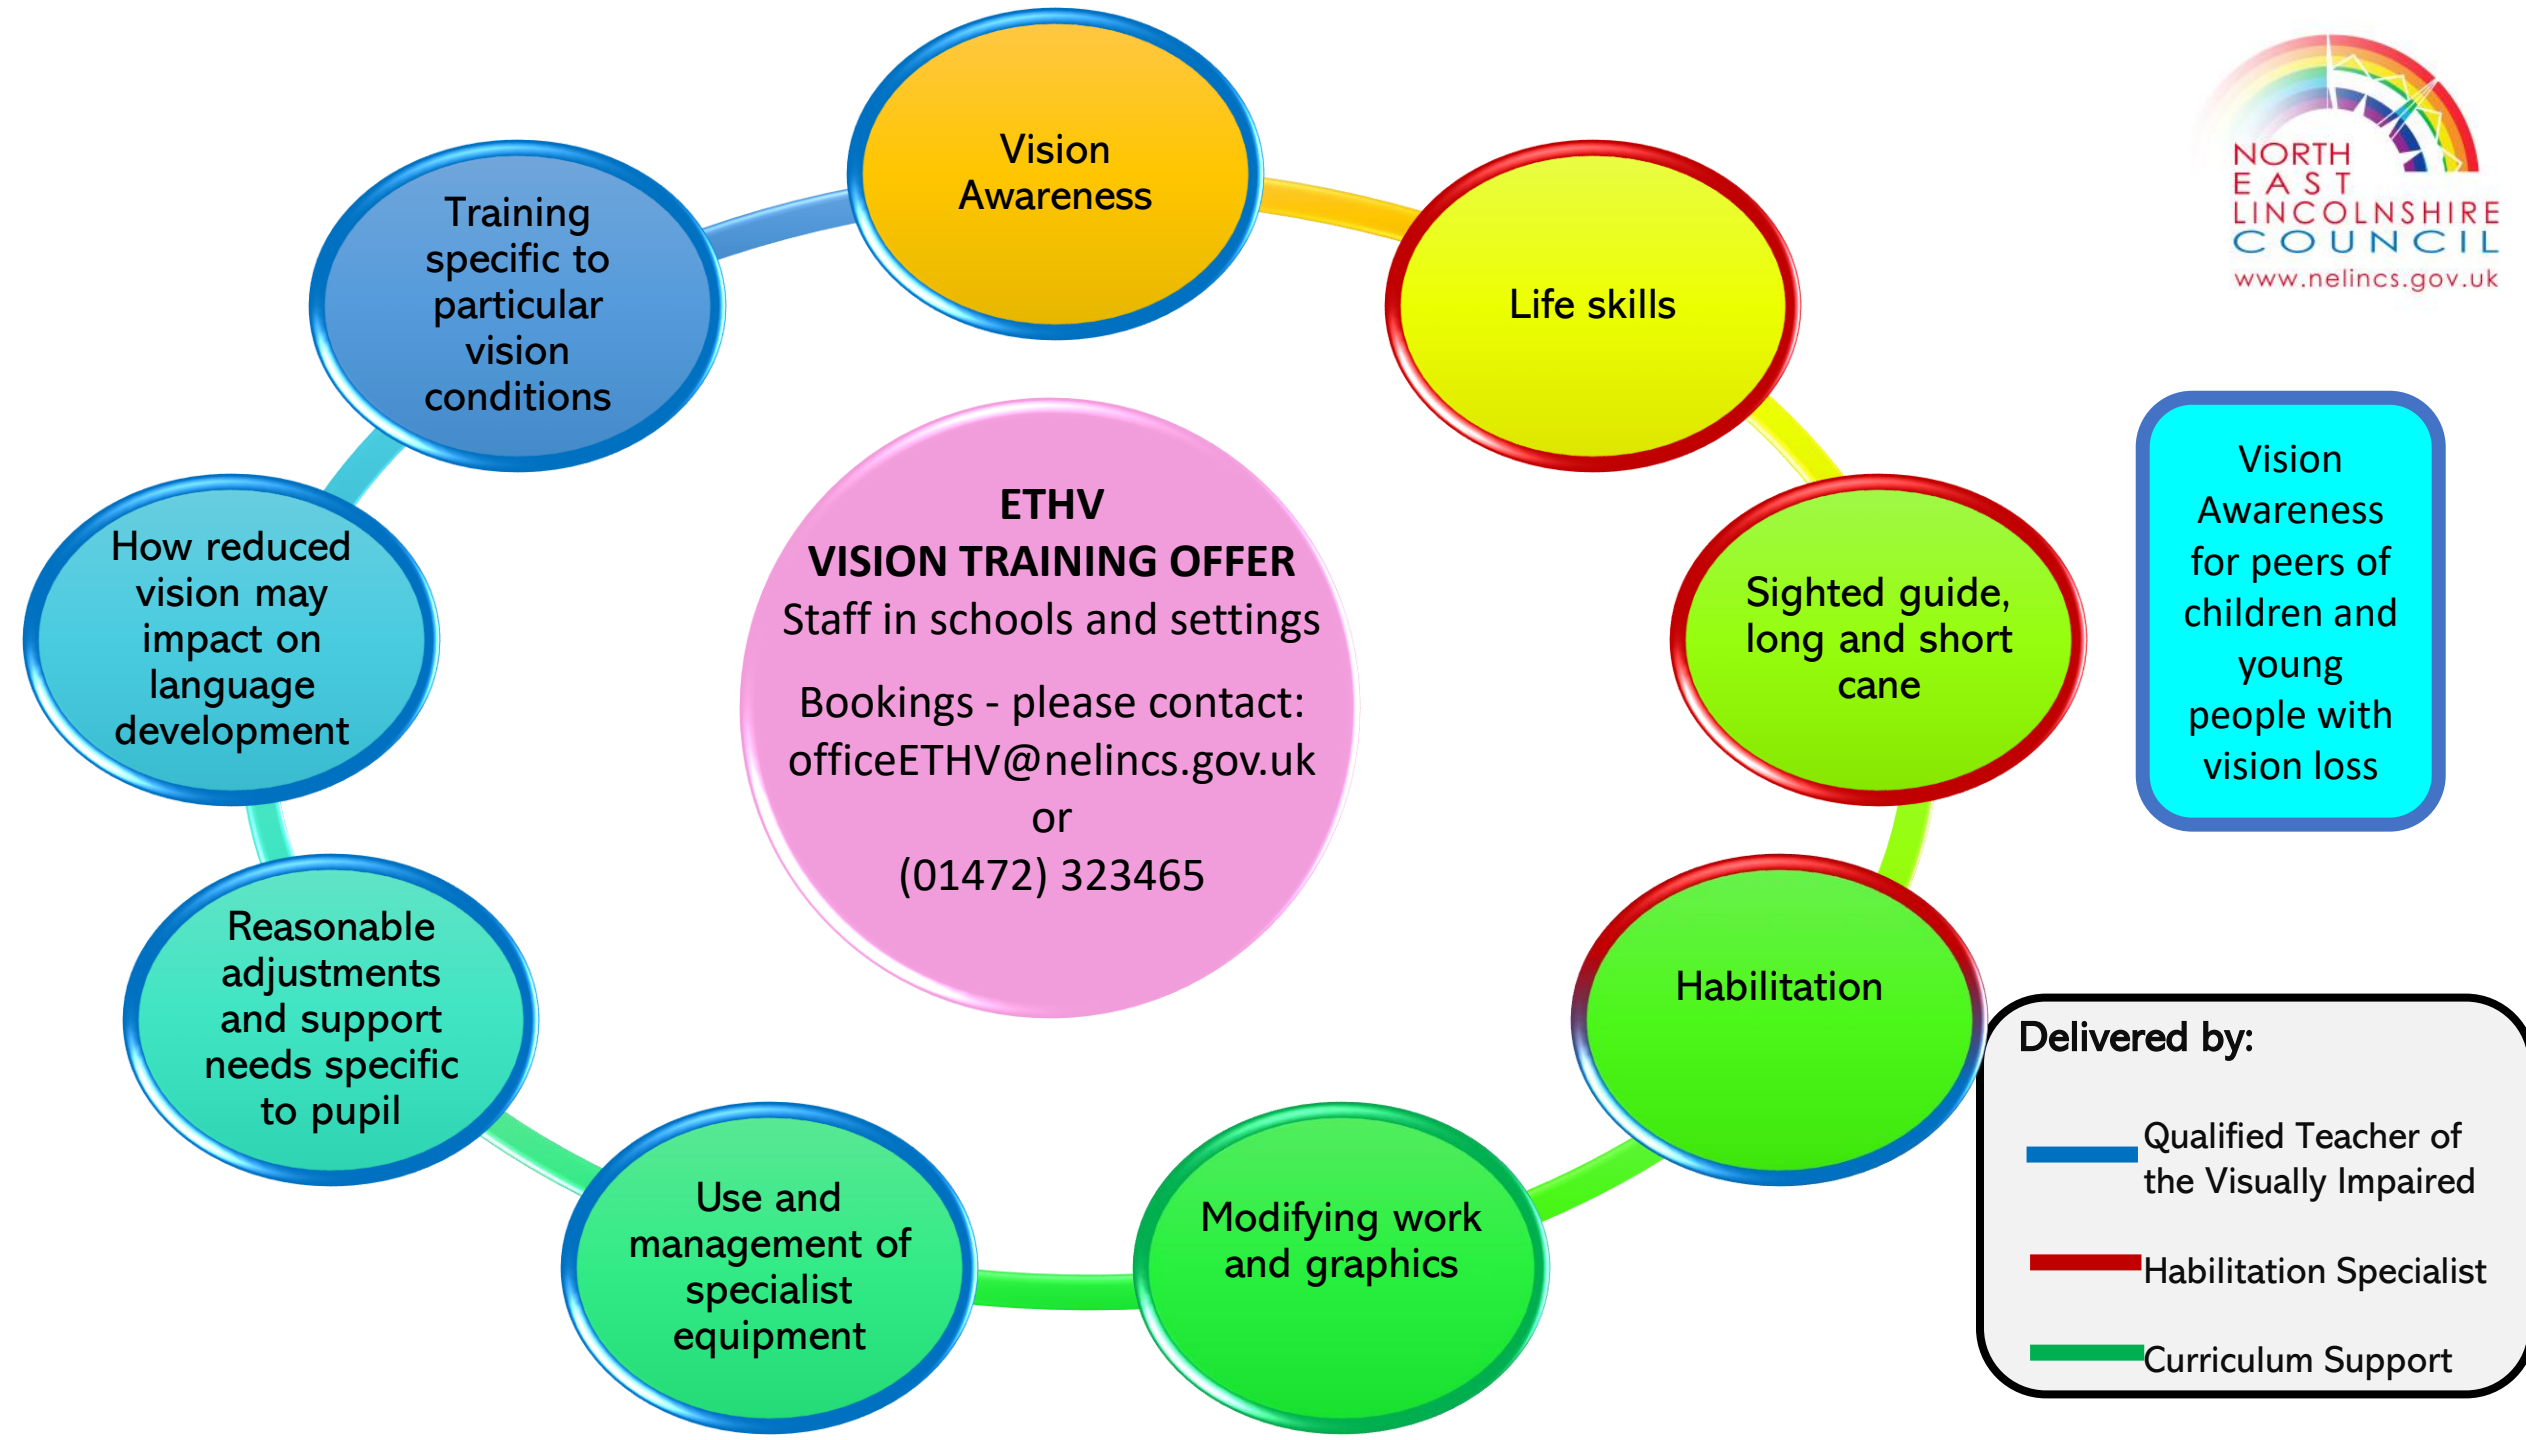 Vision
Awareness
Life skills
Sighted guide,
long and short
cane
Habilitation
Modifying work
and graphics
Use and
management of
specialist
equipment
Reasonable
adjustments
and support
needs specific
to pupil
How reduced
vision may
impact on
language
development
Training
specific to
particular
vision
conditions
ETHV
VISION TRAINING OFFER
Staff in schools and settings
Bookings - please contact:
officeETHV@nelincs.gov.uk
or
(01472) 323465
NORTH
EAST
LINCOLNSHIRE
COUNCIL
www.nelincs.gov.uk
Vision
Awareness
for peers of
children and
young
people with
vision loss
Delivered by:
Qualified Teacher of
the Visually Impaired
Habilitation Specialist
Curriculum Support